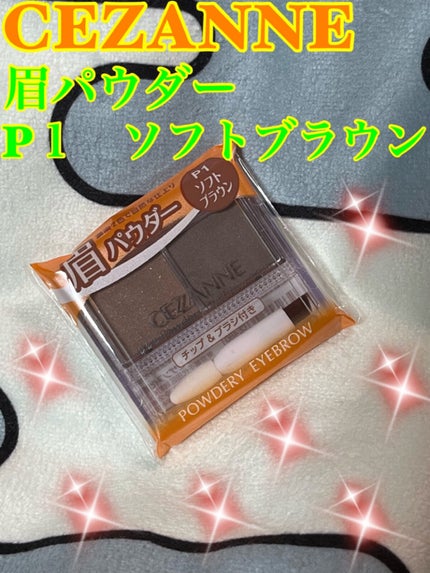 CEZANNE
眉パウダー
P1 ソフトブラウン
P1
ソフト
ブラウン
眉パウダー
CEZANNE
チップ&ブラシ付き
POWDERY EYEBROW